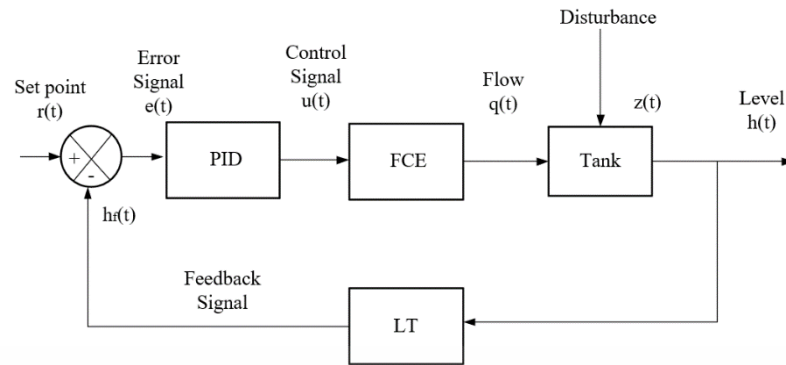 Disturbance
Set point
r(t)
Error
Signal
e(t)
Control
Signal
u(t)
Flow
q(t)
z(t)
Level
h(t)
+
-
PID
FCE
Tank
hf(t)
Feedback
Signal
LT